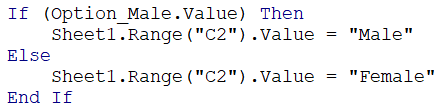 If (Option_Male.Value) Then
    Sheet1.Range("C2").Value = "Male"
Else
    Sheet1.Range("C2").Value = "Female"
End If